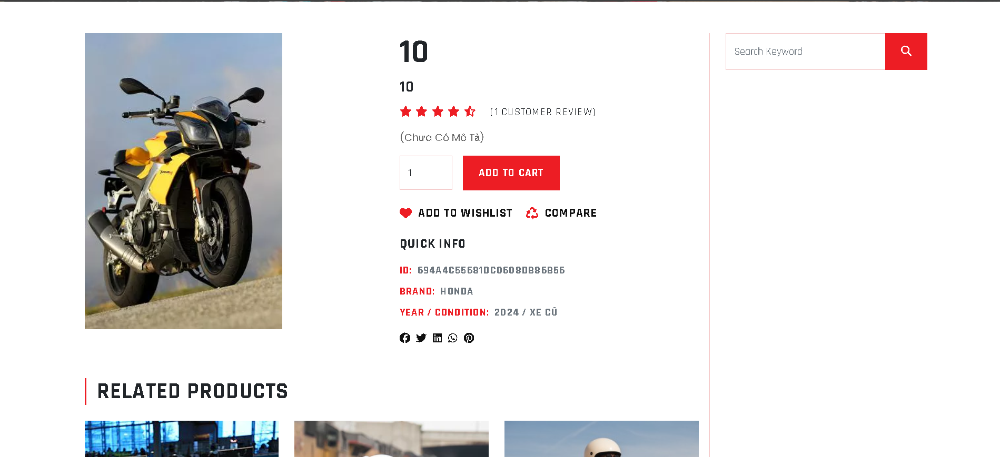 10
10
(1 CUSTOMER REVIEW)
(Chưa Có Mô Tả)
1
ADD TO CART
ADD TO WISHLIST
COMPARE
QUICK INFO
ID: 694A4C55681DC0608DB86B56
BRAND: HONDA
YEAR / CONDITION: 2024 / XE CŨ
Search Keyword
RELATED PRODUCTS